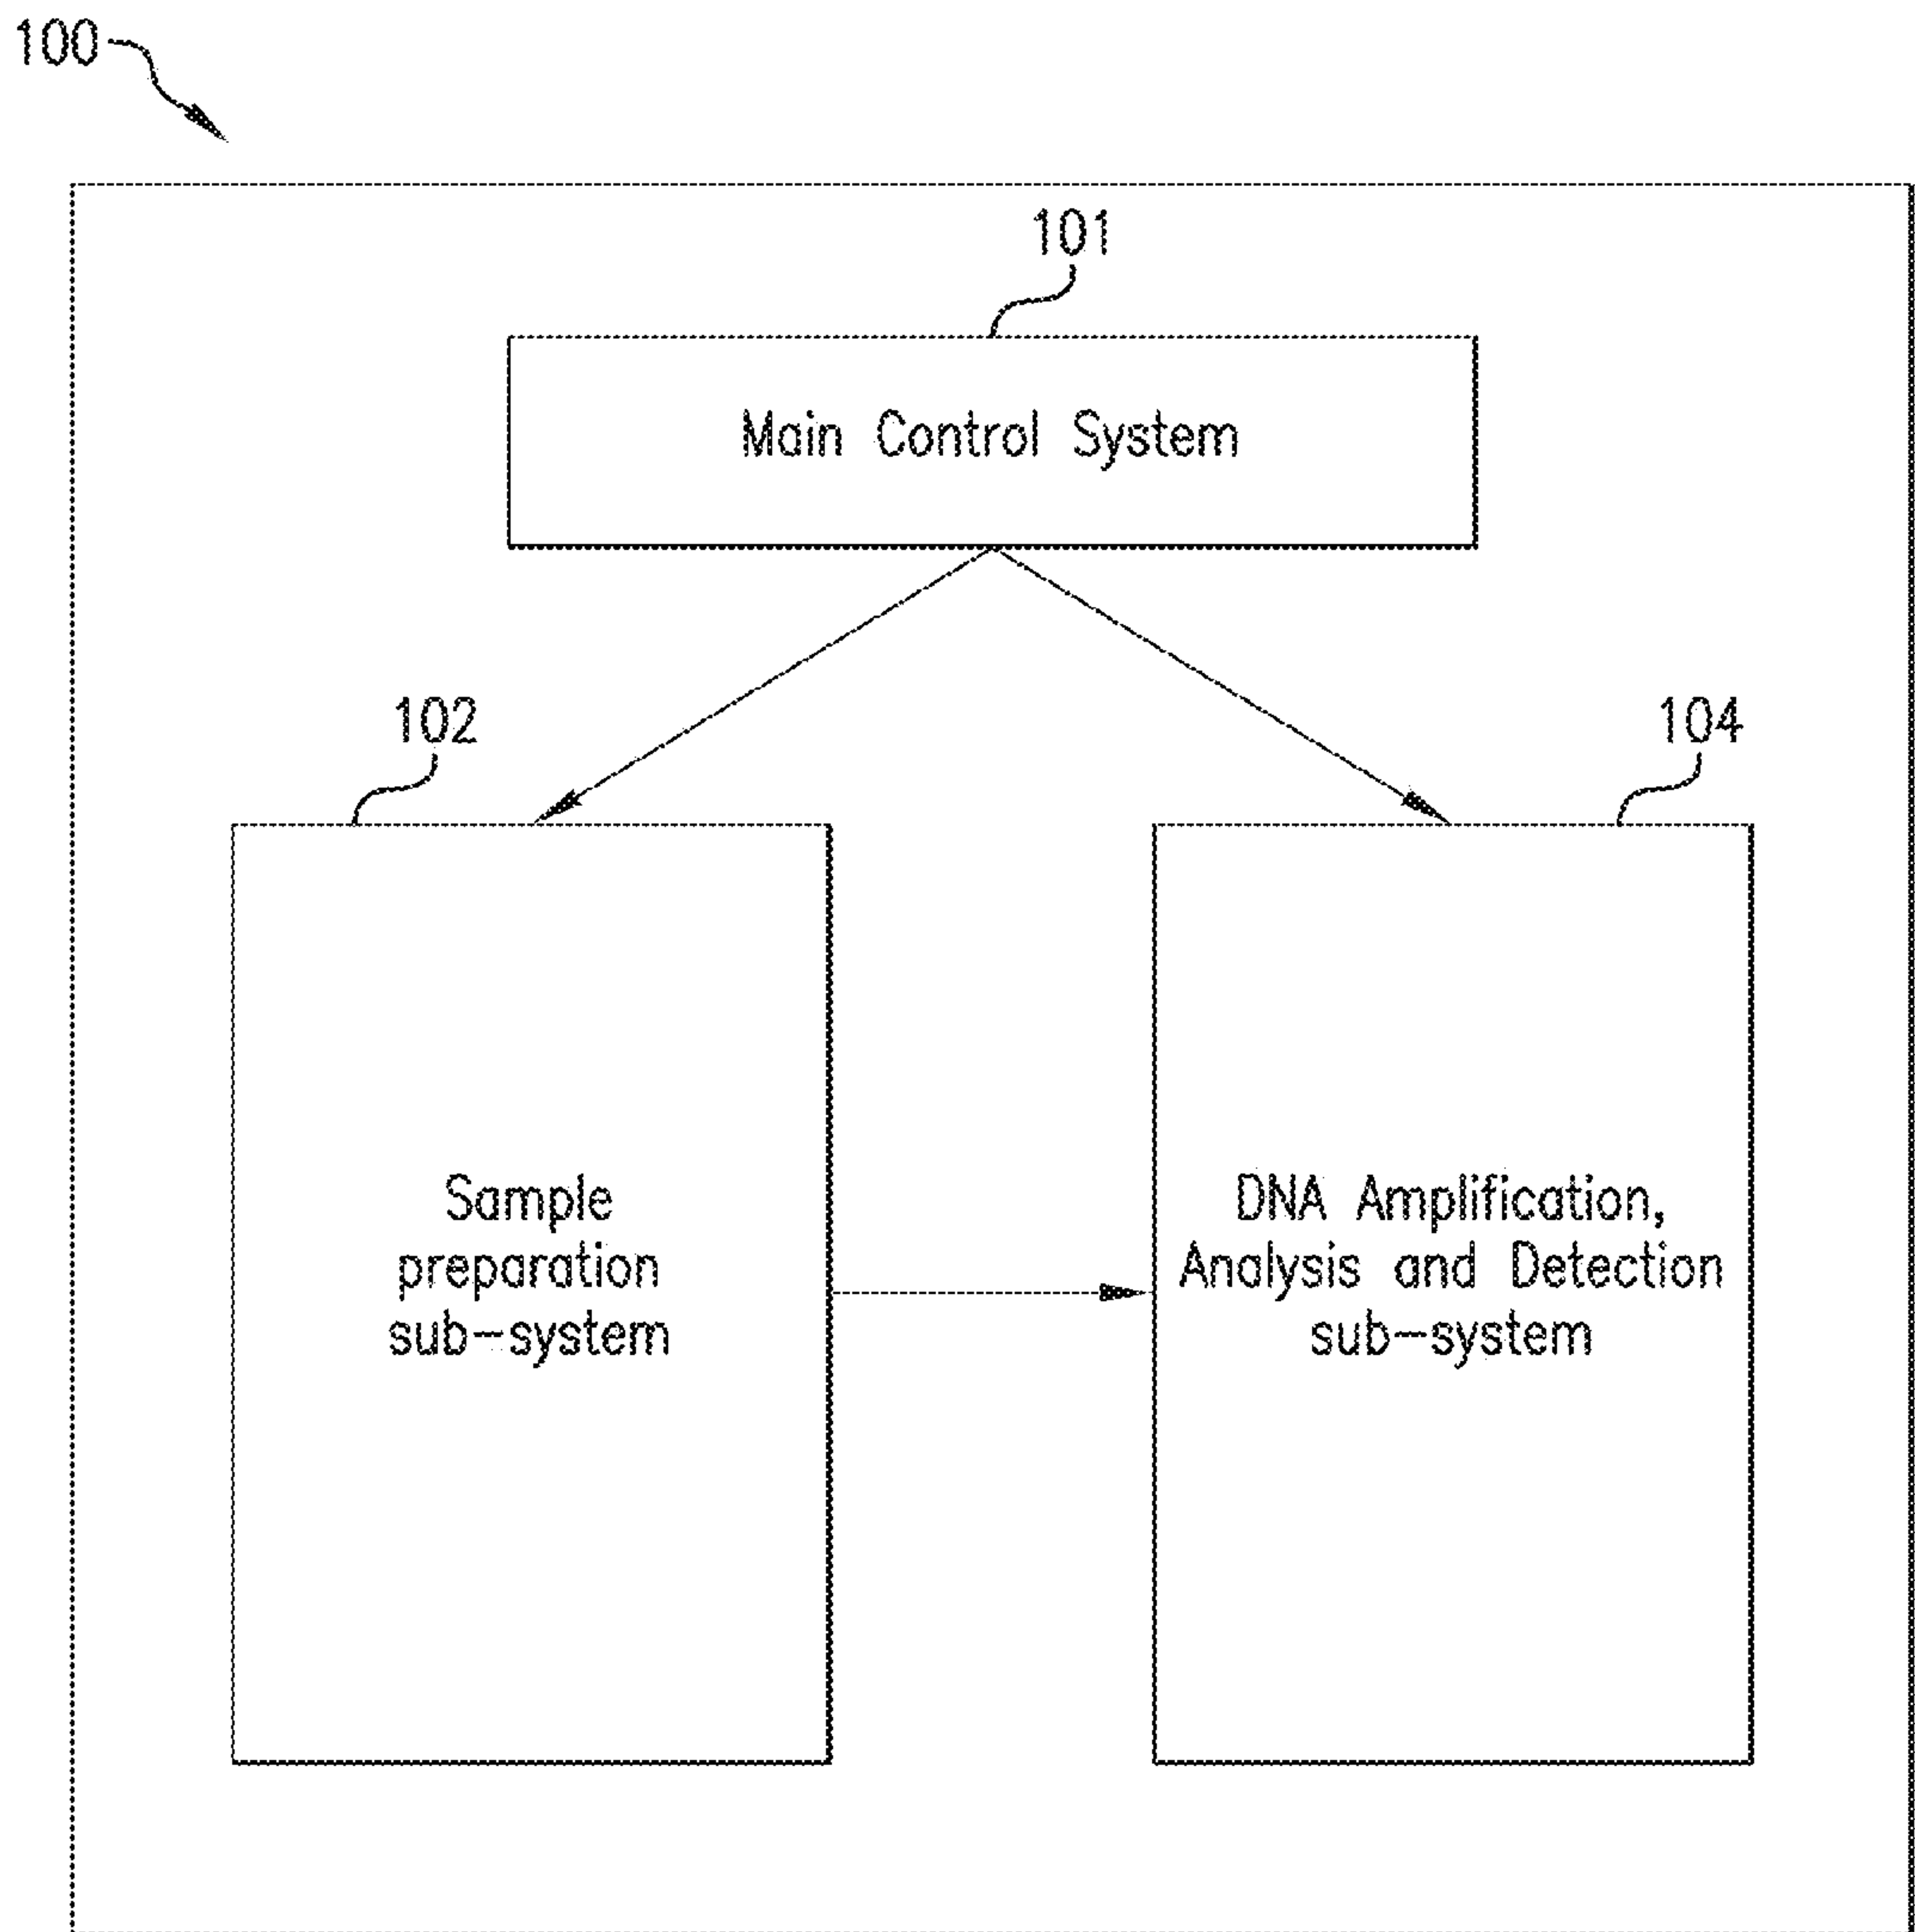 100
101
Main Control System
102
104
Sample
preparation
sub-system
DNA Amplification,
Analysis and Detection
sub-system